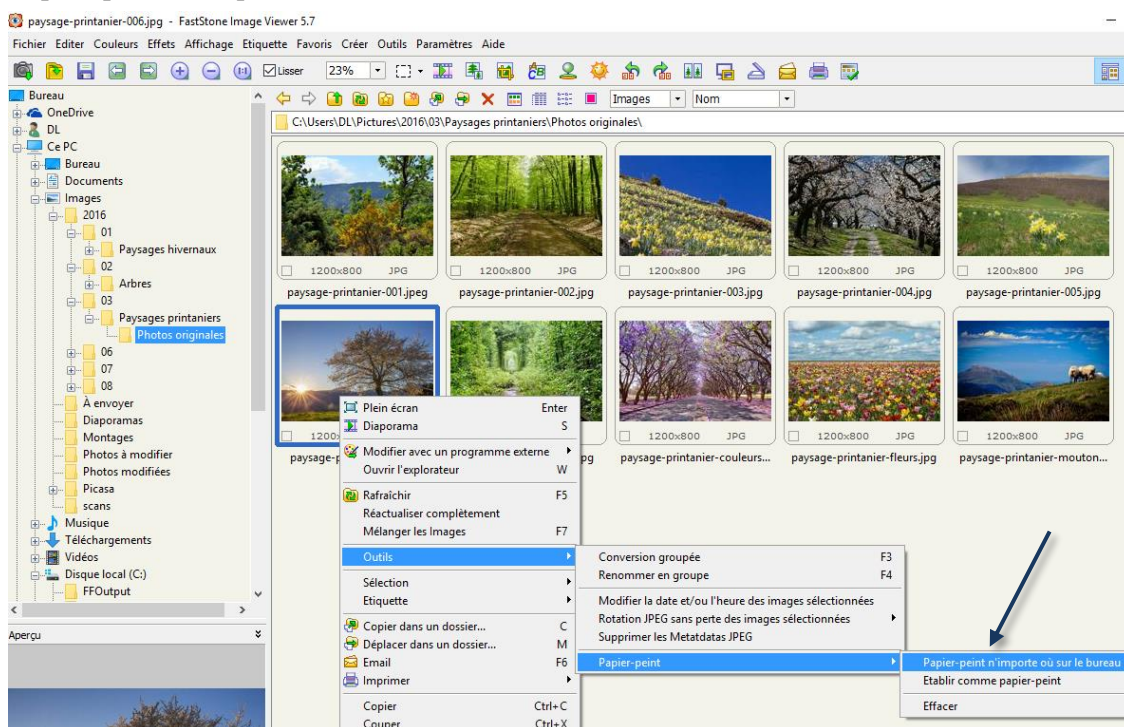 paysage-printanier-006.jpg - FastStone Image Viewer 5.7
Fichier Editer Couleurs Effets Affichage Etiquette Favoris Créer Outils Paramètres Aide
Lisser 23%
Images Nom
C:\Users\DL\Pictures\2016\03\Paysages printaniers\Photos originales\
Bureau
OneDrive
DL
Ce PC
Bureau
Documents
Images
2016
01
Paysages hivernaux
02
Arbres
03
Paysages printaniers
Photos originales
06
07
08
À envoyer
Diaporamas
Montages
Photos à modifier
Photos modifiées
Picasa
scans
Musique
Téléchargements
Vidéos
Disque local (C:)
FFOutput
Aperçu
1200x800 JPG
1200x800 JPG
1200x800 JPG
1200x800 JPG
1200x800 JPG
paysage-printanier-001.jpeg
paysage-printanier-002.jpg
paysage-printanier-003.jpg
paysage-printanier-004.jpg
paysage-printanier-005.jpg
1200x800 JPG
1200x800 JPG
1200x800 JPG
paysage-printanier-couleurs...
paysage-printanier-fleurs.jpg
paysage-printanier-mouton...
Plein écran Enter
Diaporama S
Modifier avec un programme externe
Ouvrir l'explorateur W
Rafraîchir F5
Réactualiser complètement
Mélanger les Images F7
Outils
Sélection
Etiquette
Copier dans un dossier... C
Déplacer dans un dossier... M
Email F6
Imprimer
Copier Ctrl+C
Couper Ctrl+X
Conversion groupée F3
Renommer en groupe F4
Modifier la date et/ou l'heure des images sélectionnées
Rotation JPEG sans perte des images sélectionnées
Supprimer les Metatdatas JPEG
Papier-peint
Papier-peint n'importe où sur le bureau
Etablir comme papier-peint
Effacer